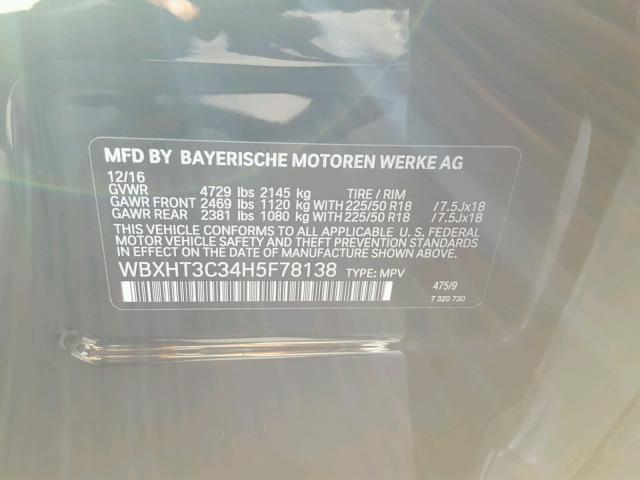 MFD BY BAYERISCHE MOTOREN WERKE AG
12/16
GVWR 4729 lbs 2145 kg TIRE / RIM
GAWR FRONT 2469 lbs 1120 kg WITH 225/50 R18 /7.5Jx18
GAWR REAR 2381 lbs 1080 kg WITH 225/50 R18 /7.5Jx18
THIS VEHICLE CONFORMS TO ALL APPLICABLE U. S. FEDERAL
MOTOR VEHICLE SAFETY AND THEFT PREVENTION STANDARDS
IN EFFECT ON THE DATE OF MANUFACTURE SHOWN ABOVE.
WBXHT3C34H5F78138 TYPE: MPV
475/9
7 320 730